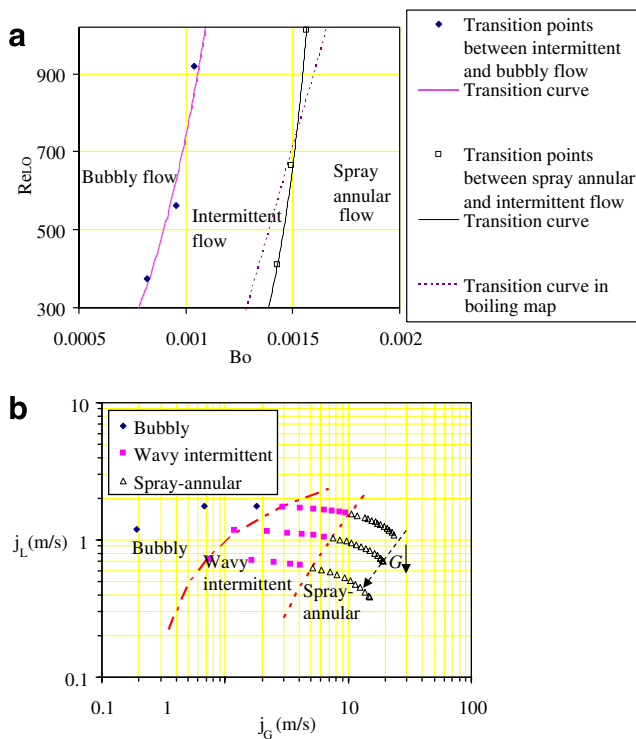 a
900
700
500
300
ReLO
Bubbly flow
Intermittent
flow
Spray
annular
flow
0.0005
0.001
0.0015
0.002
Bo
Transition points
between intermittent
and bubbly flow
Transition curve
Transition points
between spray annular
and intermittent flow
Transition curve
Transition curve in
boiling map
b
10
1
0.1
jL(m/s)
Bubbly
Wavy intermittent
Spray-annular
Bubbly
Wavy
intermittent
Spray-
annular
G
0.1
1
10
100
jG(m/s)